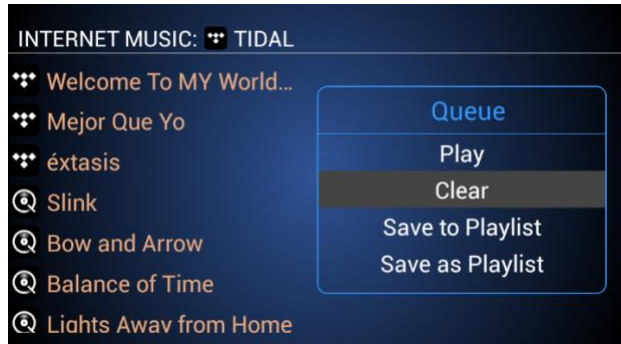 INTERNET MUSIC: TIDAL
Welcome To MY World...
Mejor Que Yo
éxtasis
Slink
Bow and Arrow
Balance of Time
Lights Away from Home
Queue
Play
Clear
Save to Playlist
Save as Playlist